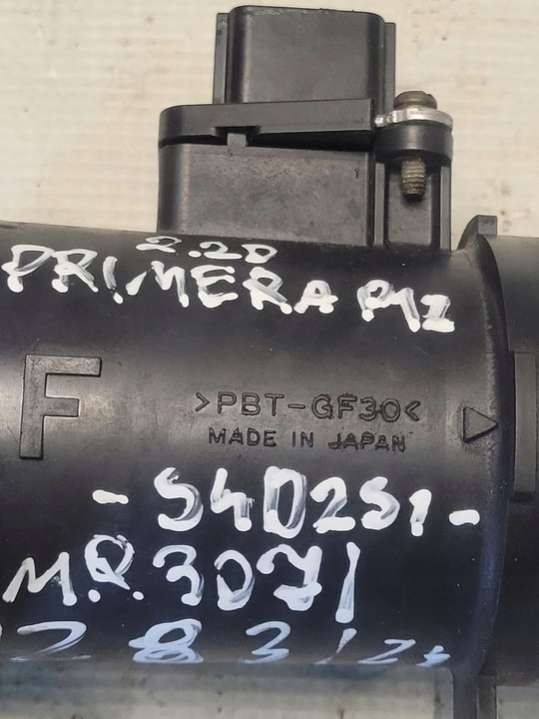 2.2D
PRIMERA P12
F
>PBT-GF30<
MADE IN JAPAN
-540251-
M.Q.3071